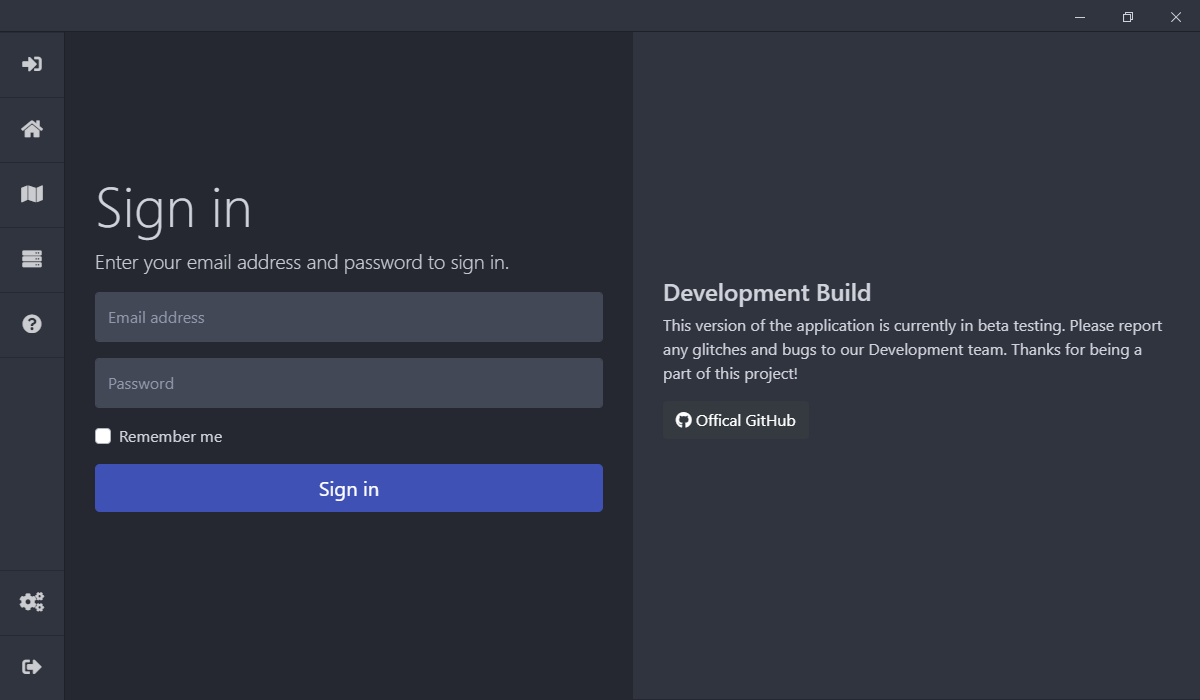 Sign in
Enter your email address and password to sign in.
Email address
Password
Remember me
Sign in
Development Build
This version of the application is currently in beta testing. Please report
any glitches and bugs to our Development team. Thanks for being a
part of this project!
Offical GitHub